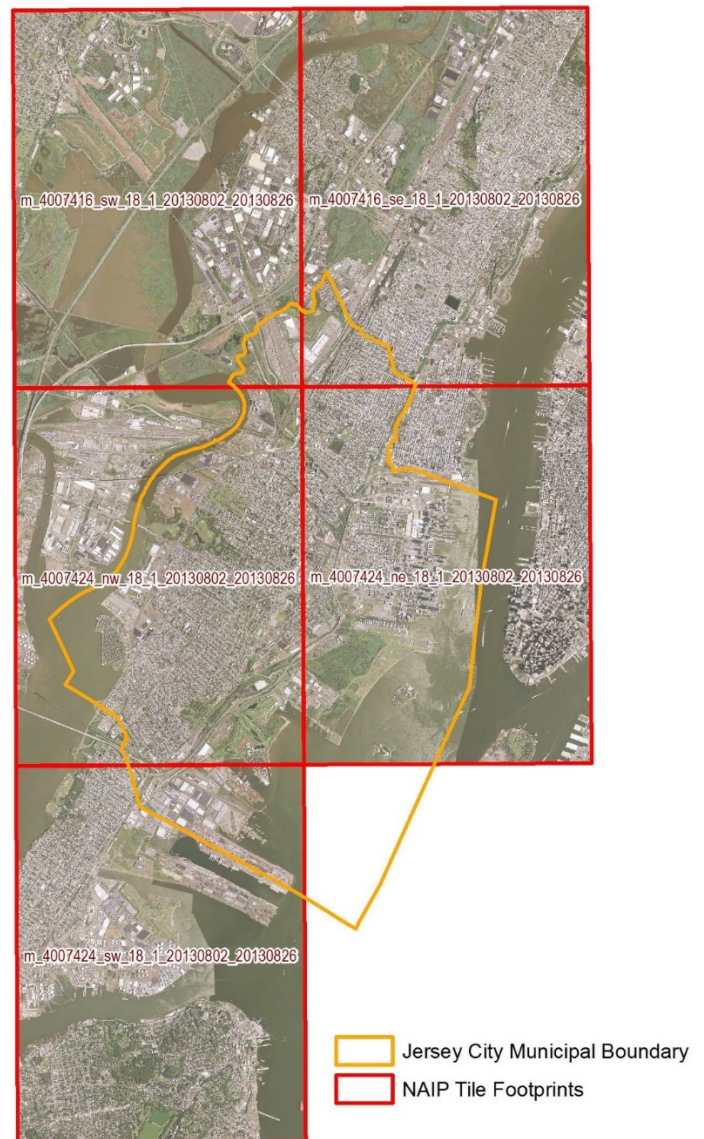 m_4007416_sw_18_1_20130802_20130826
m_4007416_se_18_1_20130802_20130826
m_4007424_nw_18_1_20130802_20130826
m_4007424_ne_18_1_20130802_20130826
m_4007424_sw_18_1_20130802_20130826
Jersey City Municipal Boundary
NAIP Tile Footprints